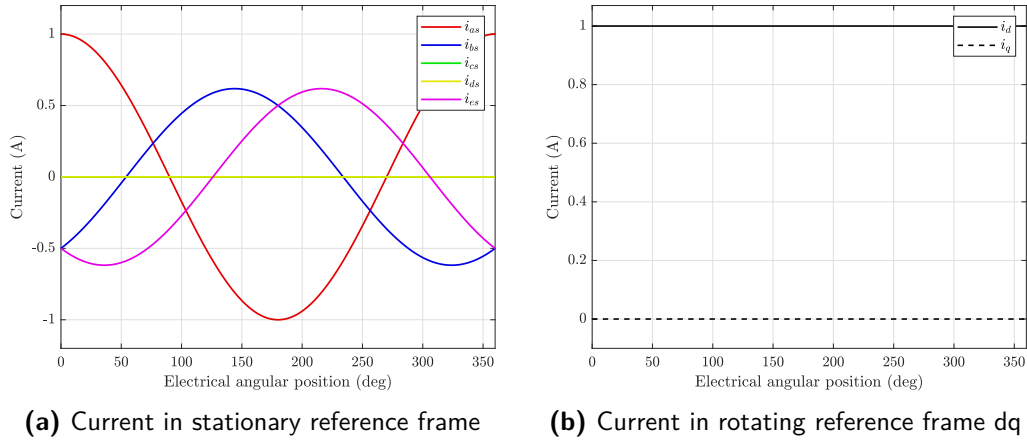 1
0.5
0
-0.5
-1
Current (A)
0 50 100 150 200 250 300 350
Electrical angular position (deg)
i_as
i_bs
i_cs
i_ds
i_es
(a) Current in stationary reference frame
1
0.8
0.6
0.4
0.2
0
Current (A)
0 50 100 150 200 250 300 350
Electrical angular position (deg)
i_d
i_q
(b) Current in rotating reference frame dq